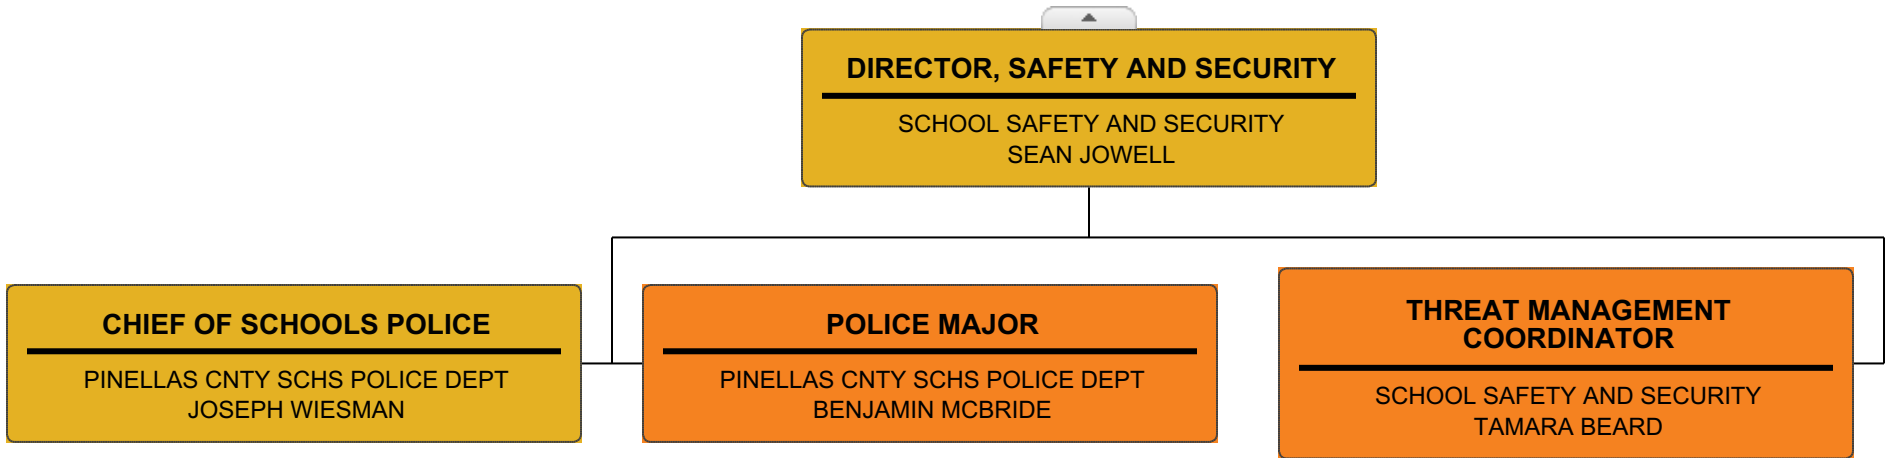 DIRECTOR, SAFETY AND SECURITY
SCHOOL SAFETY AND SECURITY
SEAN JOWELL
CHIEF OF SCHOOLS POLICE
PINELLAS CNTY SCHS POLICE DEPT
JOSEPH WIESMAN
POLICE MAJOR
PINELLAS CNTY SCHS POLICE DEPT
BENJAMIN MCBRIDE
THREAT MANAGEMENT
COORDINATOR
SCHOOL SAFETY AND SECURITY
TAMARA BEARD